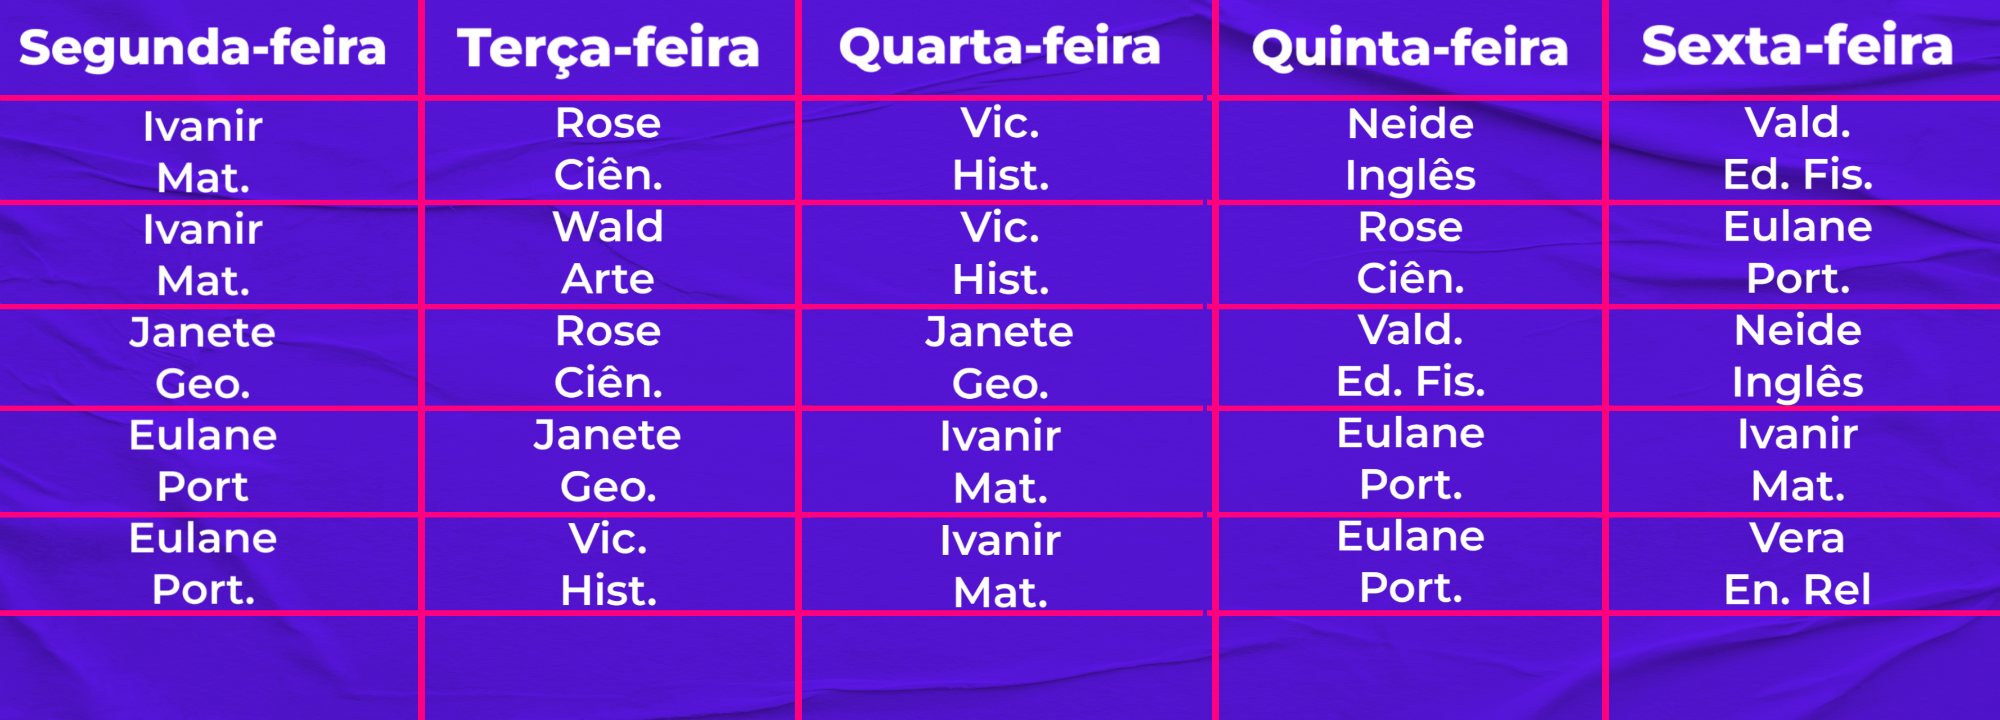 Segunda-feira Terça-feira Quarta-feira Quinta-feira Sexta-feira
Ivanir Rose Vic. Neide Vald.
Mat. Ciên. Hist. Inglês Ed. Fis.
Ivanir Wald Vic. Rose Eulane
Mat. Arte Hist. Ciên. Port.
Janete Rose Janete Vald. Neide
Geo. Ciên. Geo. Ed. Fis. Inglês
Eulane Janete Ivanir Eulane Ivanir
Port Geo. Mat. Port. Mat.
Eulane Vic. Ivanir Eulane Vera
Port. Hist. Mat. Port. En. Rel